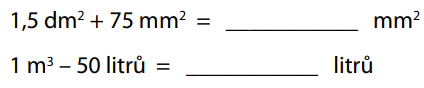 1,5 dm² + 75 mm² = ____________ mm²
1 m³ – 50 litrů = ____________ litrů